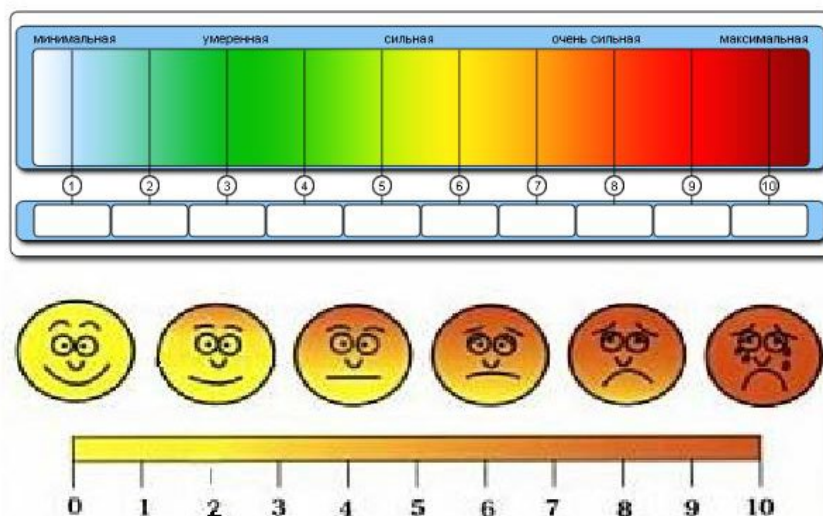 минимальная умеренная сильная очень сильная максимальная
1 2 3 4 5 6 7 8 9 10
0 1 2 3 4 5 6 7 8 9 10